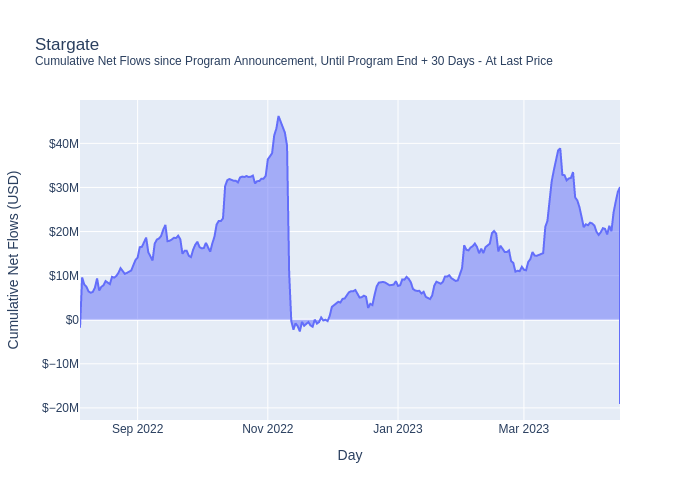 Stargate
Cumulative Net Flows since Program Announcement, Until Program End + 30 Days - At Last Price
Cumulative Net Flows (USD)
$40M
$30M
$20M
$10M
$0
$−10M
$−20M
Sep 2022 Nov 2022 Jan 2023 Mar 2023
Day